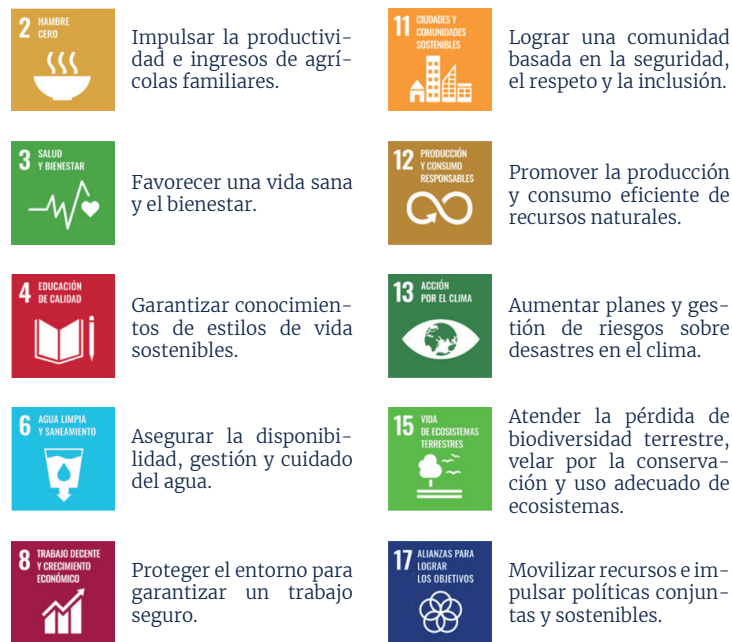 2 HAMBRE
CERO
Impulsar la productivi-
dad e ingresos de agrí-
colas familiares.
3 SALUD
Y BIENESTAR
Favorecer una vida sana
y el bienestar.
4 EDUCACIÓN
DE CALIDAD
Garantizar conocimien-
tos de estilos de vida
sostenibles.
6 AGUA LIMPIA
Y SANEAMIENTO
Asegurar la disponibi-
lidad, gestión y cuidado
del agua.
8 TRABAJO DECENTE
Y CRECIMIENTO
ECONÓMICO
Proteger el entorno para
garantizar un trabajo
seguro.
11 CIUDADES Y
COMUNIDADES
SOSTENIBLES
Lograr una comunidad
basada en la seguridad,
el respeto y la inclusión.
12 PRODUCCIÓN
Y CONSUMO
RESPONSABLES
Promover la producción
y consumo eficiente de
recursos naturales.
13 ACCIÓN
POR EL CLIMA
Aumentar planes y ges-
tión de riesgos sobre
desastres en el clima.
15 VIDA
DE ECOSISTEMAS
TERRESTRES
Atender la pérdida de
biodiversidad terrestre,
velar por la conserva-
ción y uso adecuado de
ecosistemas.
17 ALIANZAS PARA
LOGRAR
LOS OBJETIVOS
Movilizar recursos e im-
pulsar políticas conjun-
tas y sostenibles.